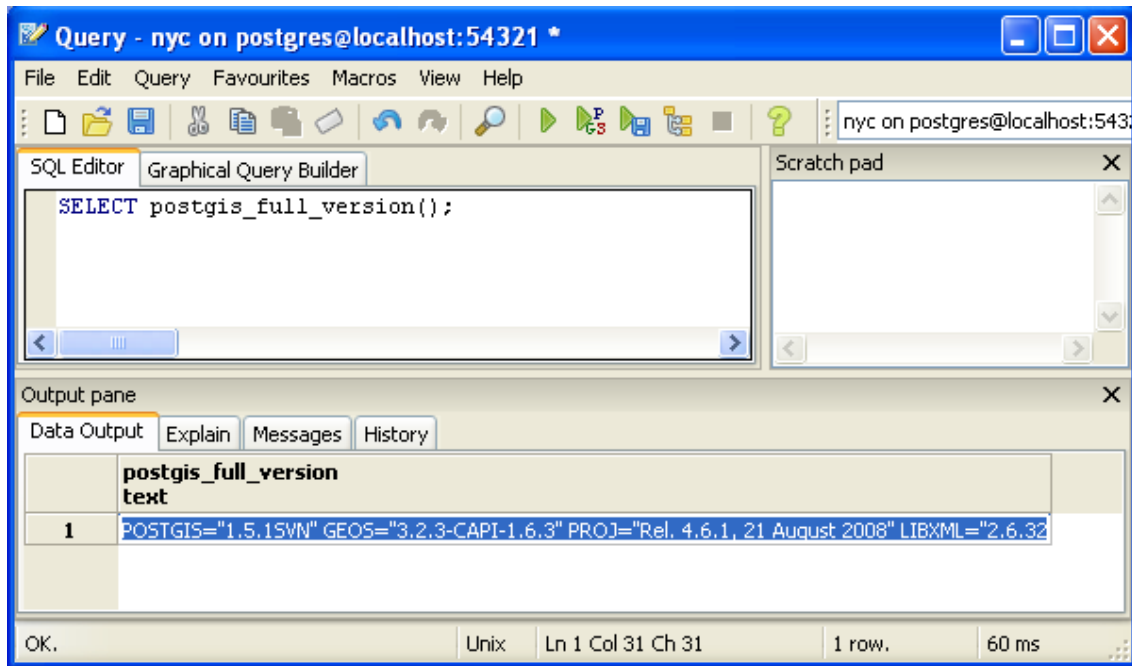 Query - nyc on postgres@localhost:54321 *
File Edit Query Favourites Macros View Help
nyc on postgres@localhost:5432
SQL Editor Graphical Query Builder
Scratch pad
SELECT postgis_full_version();
Output pane
Data Output Explain Messages History
postgis_full_version
text
1 POSTGIS="1.5.1SVN" GEOS="3.2.3-CAPI-1.6.3" PROJ="Rel. 4.6.1, 21 August 2008" LIBXML="2.6.32
OK. Unix Ln 1 Col 31 Ch 31 1 row. 60 ms